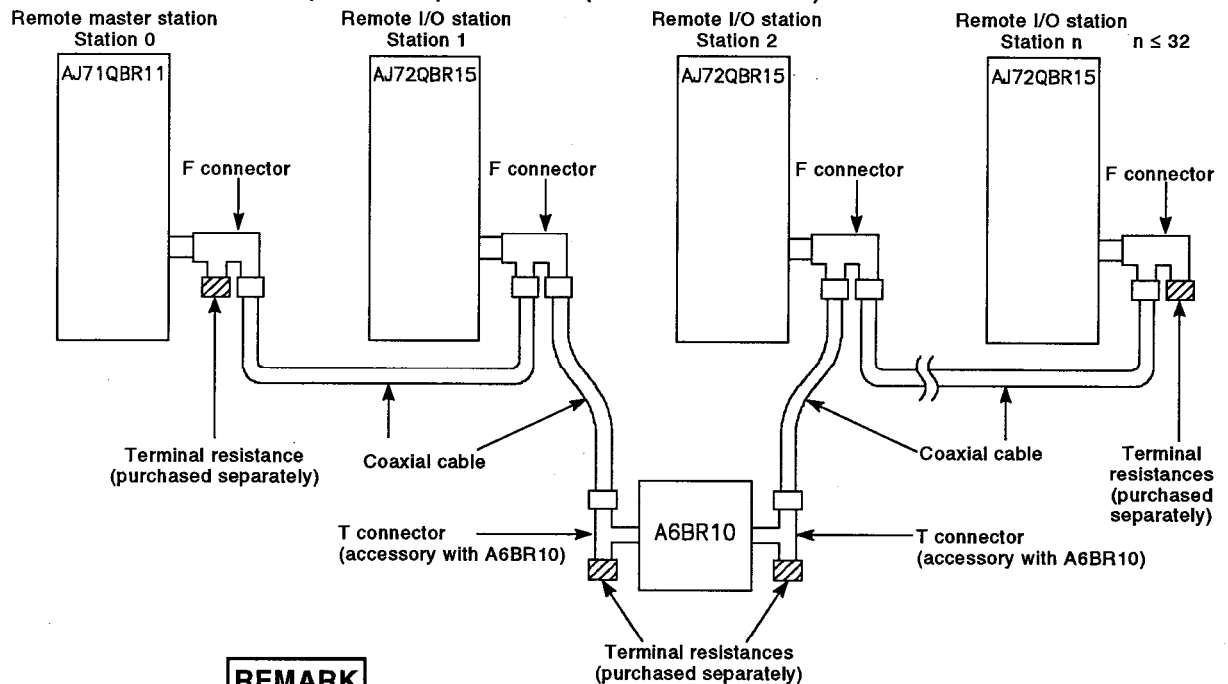 Remote master station
Station 0
Remote I/O station
Station 1
Remote I/O station
Station 2
Remote I/O station
Station n   n ≤ 32
AJ71QBR11
AJ72QBR15
AJ72QBR15
AJ72QBR15
F connector
F connector
F connector
F connector
Terminal resistance
(purchased separately)
Coaxial cable
Coaxial cable
Terminal
resistances
(purchased
separately)
T connector
(accessory with A6BR10)
A6BR10
T connector
(accessory with A6BR10)
Terminal resistances
(purchased separately)
REMARK